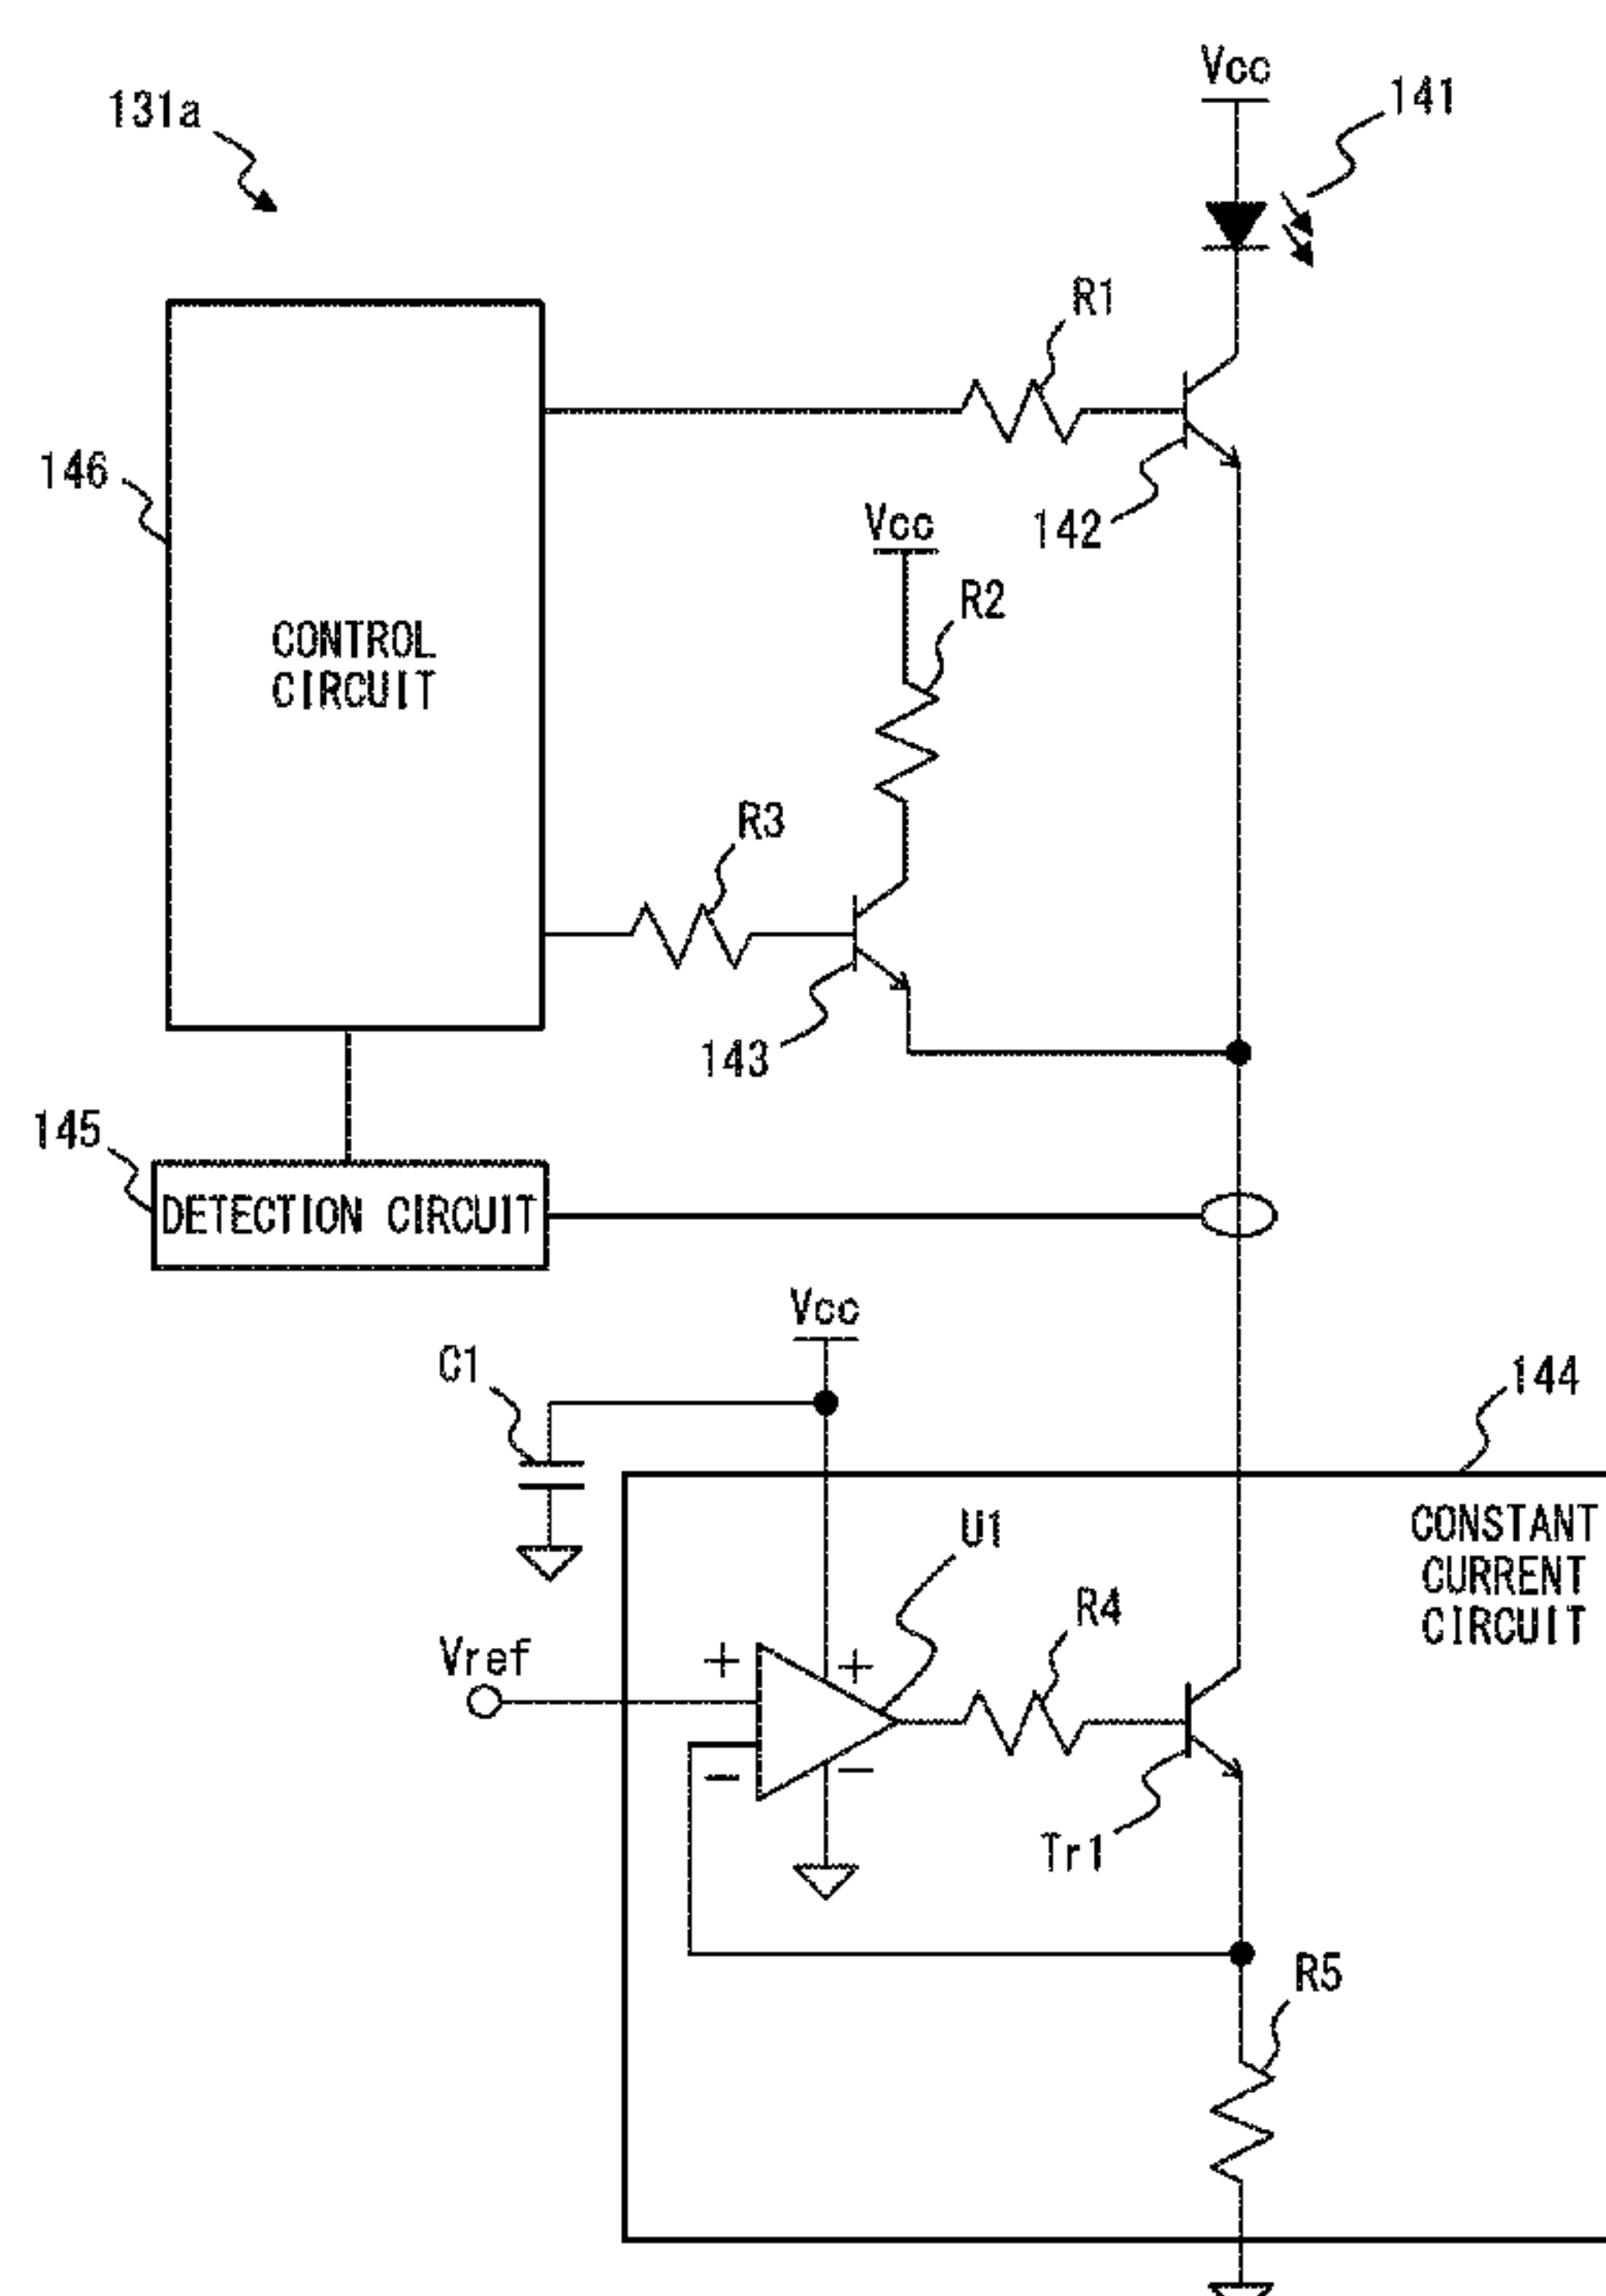 131a
Vcc
141
R1
146
CONTROL
CIRCUIT
142
Vcc
R2
R3
143
145
DETECTION CIRCUIT
Vcc
C1
144
CONSTANT
CURRENT
CIRCUIT
U1
R4
Vref
+
+
−
−
Tr1
R5